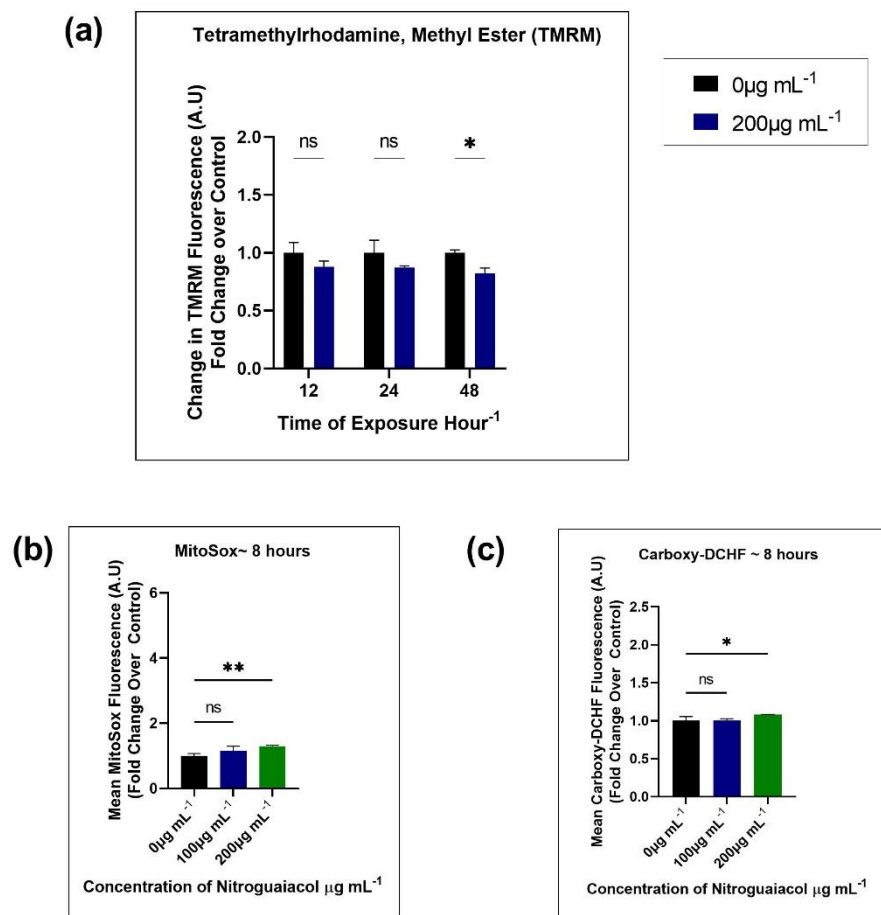 (a)
Tetramethylrhodamine, Methyl Ester (TMRM)
0µg mL-1
200µg mL-1
Change in TMRM Fluorescence (A.U)
Fold Change over Control
2.0
1.5
1.0
0.5
0.0
ns
ns
*
12
24
48
Time of Exposure Hour-1
(b)
MitoSox~ 8 hours
Mean MitoSox Fluorescence (A.U)
(Fold Change Over Control)
6
4
2
0
**
ns
0µg mL-1
100µg mL-1
200µg mL-1
Concentration of Nitroguaiacol µg mL-1
(c)
Carboxy-DCHF ~ 8 hours
Mean Carboxy-DCHF Fluorescence (A.U)
(Fold Change Over Control)
2.5
2.0
1.5
1.0
0.5
0.0
*
ns
0µg mL-1
100µg mL-1
200µg mL-1
Concentration of Nitroguaiacol µg mL-1